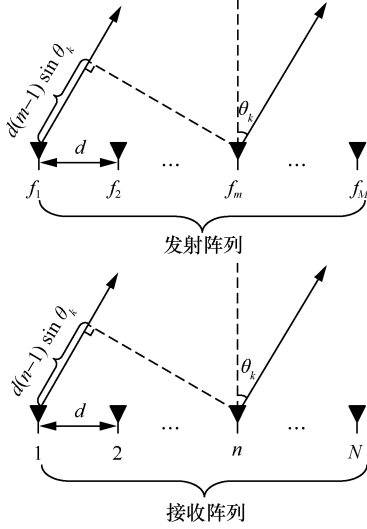 d(m−1) sin θk
θk
d
... ...
f1 f2 fm fM
发射阵列
d(n−1) sin θk
θk
d
... ...
1 2 n N
接收阵列